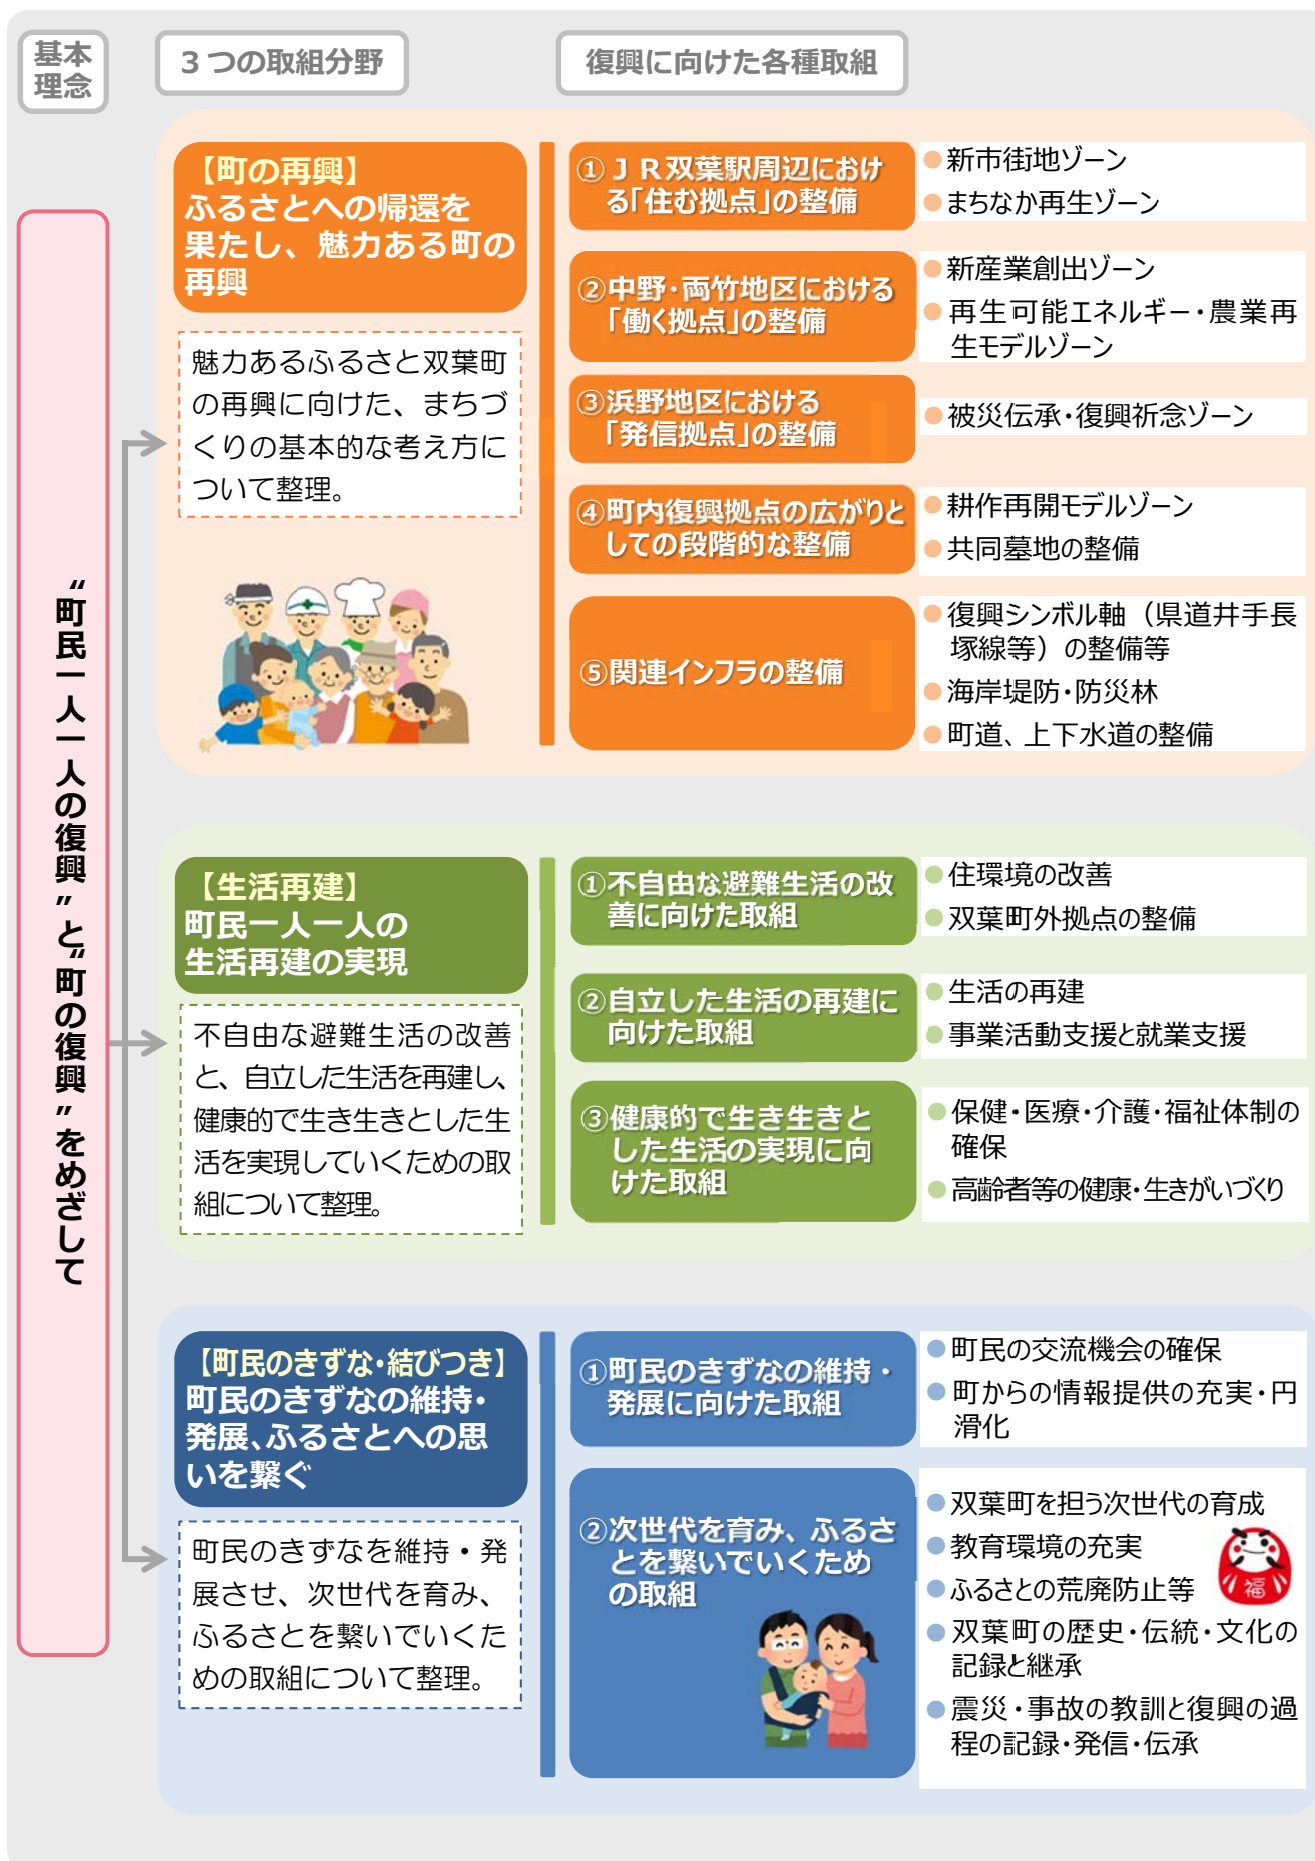 基本
理念
３つの取組分野
復興に向けた各種取組
“町民一人一人の復興”と“町の復興”をめざして
【町の再興】
ふるさとへの帰還を
果たし、魅力ある町の
再興
魅力あるふるさと双葉町
の再興に向けた、まちづ
くりの基本的な考え方に
ついて整理。
①ＪＲ双葉駅周辺におけ
る「住む拠点」の整備
●新市街地ゾーン
●まちなか再生ゾーン
②中野・両竹地区における
「働く拠点」の整備
●新産業創出ゾーン
●再生可能エネルギー・農業再
生モデルゾーン
③浜野地区における
「発信拠点」の整備
●被災伝承・復興祈念ゾーン
④町内復興拠点の広がりと
しての段階的な整備
●耕作再開モデルゾーン
●共同墓地の整備
⑤関連インフラの整備
●復興シンボル軸（県道井手長
塚線等）の整備等
●海岸堤防・防災林
●町道、上下水道の整備
【生活再建】
町民一人一人の
生活再建の実現
不自由な避難生活の改善
と、自立した生活を再建し、
健康的で生き生きとした生
活を実現していくための取
組について整理。
①不自由な避難生活の改
善に向けた取組
●住環境の改善
●双葉町外拠点の整備
②自立した生活の再建に
向けた取組
●生活の再建
●事業活動支援と就業支援
③健康的で生き生きと
した生活の実現に向
けた取組
●保健・医療・介護・福祉体制の
確保
●高齢者等の健康・生きがいづくり
【町民のきずな・結びつき】
町民のきずなの維持・
発展、ふるさとへの思
いを繋ぐ
町民のきずなを維持・発
展させ、次世代を育み、
ふるさとを繋いでいくた
めの取組について整理。
①町民のきずなの維持・
発展に向けた取組
●町民の交流機会の確保
●町からの情報提供の充実・円
滑化
②次世代を育み、ふるさ
とを繋いでいくため
の取組
●双葉町を担う次世代の育成
●教育環境の充実
●ふるさとの荒廃防止等
●双葉町の歴史・伝統・文化の
記録と継承
●震災・事故の教訓と復興の過
程の記録・発信・伝承
福